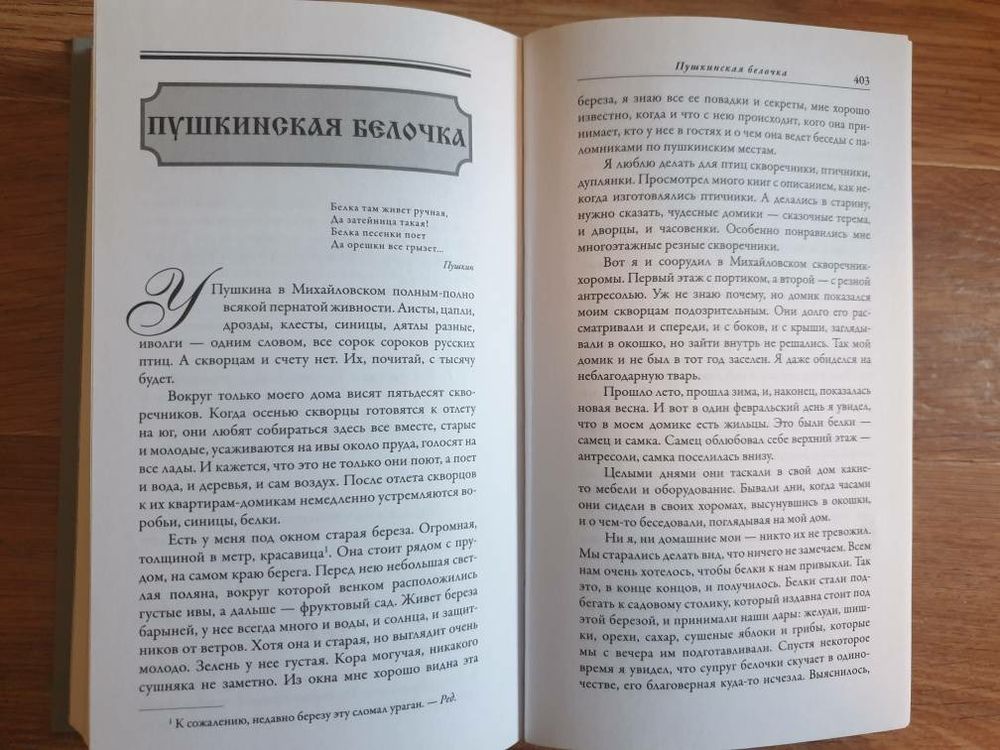 ПУШКИНСКАЯ БЕЛОЧКА
Белка там живет ручная,
Да затейница такая!
Белка песенки поет
Да орешки все грызет...
Пушкин
У Пушкина в Михайловском полным-полно
всякой пернатой живности. Аисты, цапли,
дрозды, клесты, синицы, дятлы разные,
иволги — одним словом, все сорок сороков русских
птиц. А скворцам и счету нет. Их, почитай, с тысячу
будет.
Вокруг только моего дома висят пятьдесят скво-
речников. Когда осенью скворцы готовятся к отлету
на юг, они любят собираться здесь все вместе, старые
и молодые, усаживаются на ивы около пруда, голосят на
все лады. И кажется, что это не только они поют, а поет
и вода, и деревья, и сам воздух. После отлета скворцов
к их квартирам-домикам немедленно устремляются во-
робьи, синицы, белки.
Есть у меня под окном старая береза. Огромная,
толщиной в метр, красавица¹. Она стоит рядом с пру-
дом, на самом краю берега. Перед нею небольшая свет-
лая поляна, вокруг которой венком расположились
густые ивы, а дальше — фруктовый сад. Живет береза
барыней, у нее всегда много и воды, и солнца, и защит-
ников от ветров. Хотя она и старая, но выглядит очень
молодо. Зелень у нее густая. Кора могучая, никакого
сушняка не заметно. Из окна мне хорошо видна эта
¹ К сожалению, недавно березу эту сломал ураган. — Ред.
Пушкинская белочка
403
береза, я знаю все ее повадки и секреты, мне хорошо
известно, когда и что с нею происходит, кого она при-
нимает, кто у нее в гостях и о чем она ведет беседы с па-
ломниками по пушкинским местам.
Я люблю делать для птиц скворечники, птичники,
дуплянки. Просмотрел много книг с описанием, как не-
когда изготовлялись птичники. А делались в старину,
нужно сказать, чудесные домики — сказочные терема,
и дворцы, и часовенки. Особенно понравились мне
многоэтажные резные скворечники.
Вот я и соорудил в Михайловском скворечник-
хоромы. Первый этаж с портиком, а второй — с резной
антресолью. Уж не знаю почему, но домик показался
моим скворцам подозрительным. Они долго его рас-
сматривали и спереди, и с боков, и с крыши, загляды-
вали в окошко, но зайти внутрь не решались. Так мой
домик и не был в тот год заселен. Я даже обиделся на
неблагодарную тварь.
Прошло лето, прошла зима, и, наконец, показалась
новая весна. И вот в один февральский день я увидел,
что в моем домике есть жильцы. Это были белки —
самец и самка. Самец облюбовал себе верхний этаж —
антресоли, самка поселилась внизу.
Целыми днями они таскали в свой дом какие-
то мебели и оборудование. Бывали дни, когда часами
они сидели в своих хоромах, высунувшись в окошки,
и о чем-то беседовали, поглядывая на мой дом.
Ни я, ни домашние мои — никто их не тревожил.
Мы старались делать вид, что ничего не замечаем. Всем
нам очень хотелось, чтобы белки к нам привыкли. Так
это, в конце концов, и получилось. Белки стали под-
бегать к садовому столику, который издавна стоит под
этой березой, и принимали наши дары: желуди, шиш-
ки, орехи, сахар, сушеные яблоки и грибы, которые
мы с вечера им подготавливали. Спустя некоторое
время я увидел, что супруг белочки скучает в одино-
честве, его благоверная куда-то исчезла. Выяснилось,